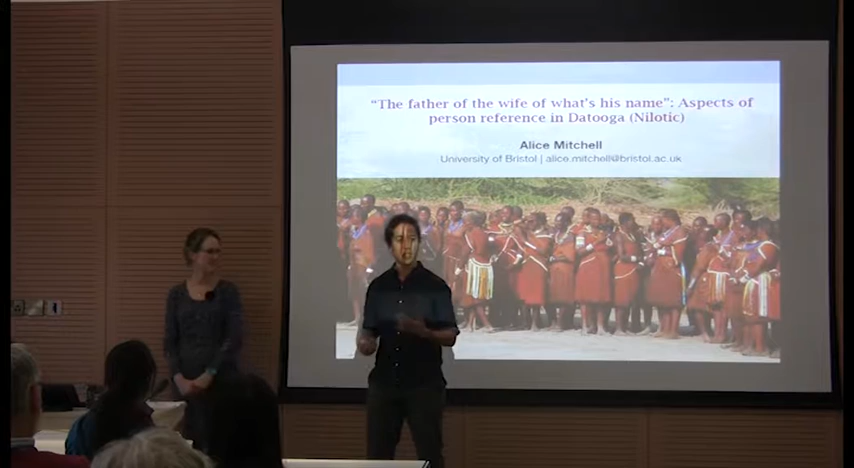 "The father of the wife of what's his name": Aspects of
person reference in Datooga (Nilotic)
Alice Mitchell
University of Bristol | alice.mitchell@bristol.ac.uk